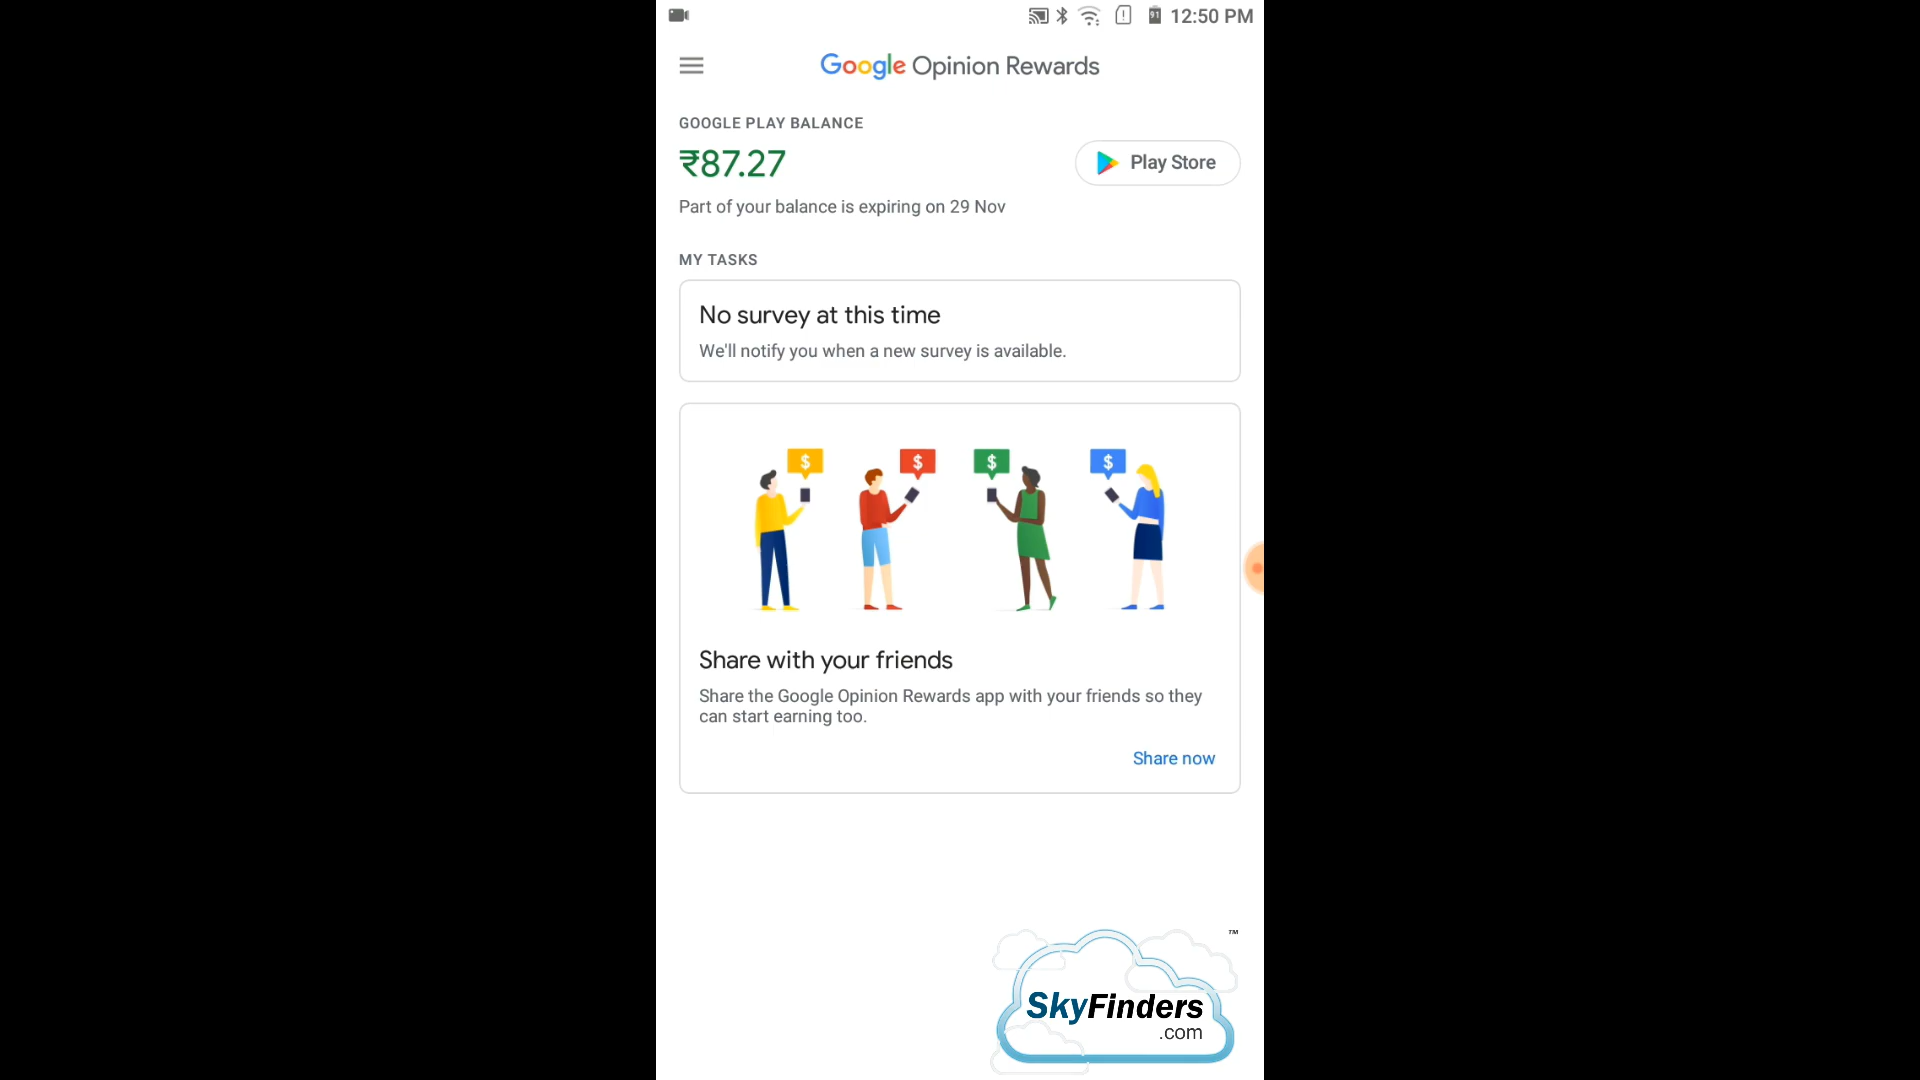 91 12:50 PM
Google Opinion Rewards
GOOGLE PLAY BALANCE
₹87.27
Play Store
Part of your balance is expiring on 29 Nov
MY TASKS
No survey at this time
We'll notify you when a new survey is available.
$ $ $ $
Share with your friends
Share the Google Opinion Rewards app with your friends so they
can start earning too.
Share now
TM
SkyFinders
.com